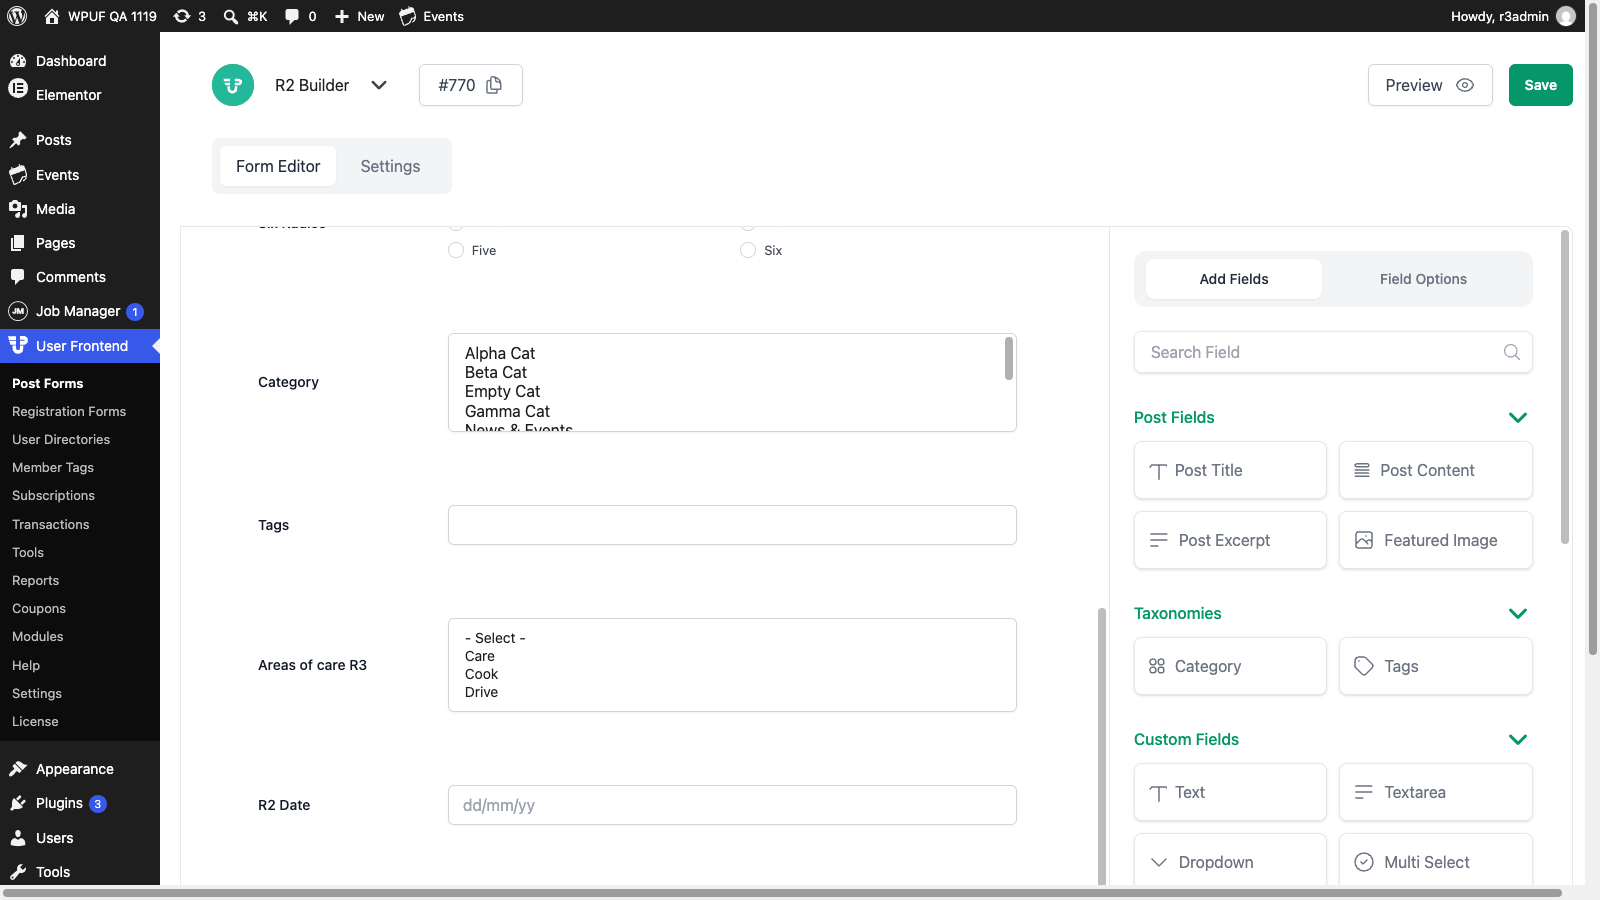 WPUF QA 1119
3
⌘K
0
New
Events
Howdy, r3admin
Dashboard
Elementor
Posts
Events
Media
Pages
Comments
JM
Job Manager 1
User Frontend
Post Forms
Registration Forms
User Directories
Member Tags
Subscriptions
Transactions
Tools
Reports
Coupons
Modules
Help
Settings
License
Appearance
Plugins 3
Users
Tools
R2 Builder
#770
Preview
Save
Form Editor
Settings
Six Radios
Five
Six
Category
Alpha Cat
Beta Cat
Empty Cat
Gamma Cat
News & Events
Tags
Areas of care R3
- Select -
Care
Cook
Drive
R2 Date
dd/mm/yy
Add Fields
Field Options
Search Field
Post Fields
Post Title
Post Content
Post Excerpt
Featured Image
Taxonomies
Category
Tags
Custom Fields
Text
Textarea
Dropdown
Multi Select